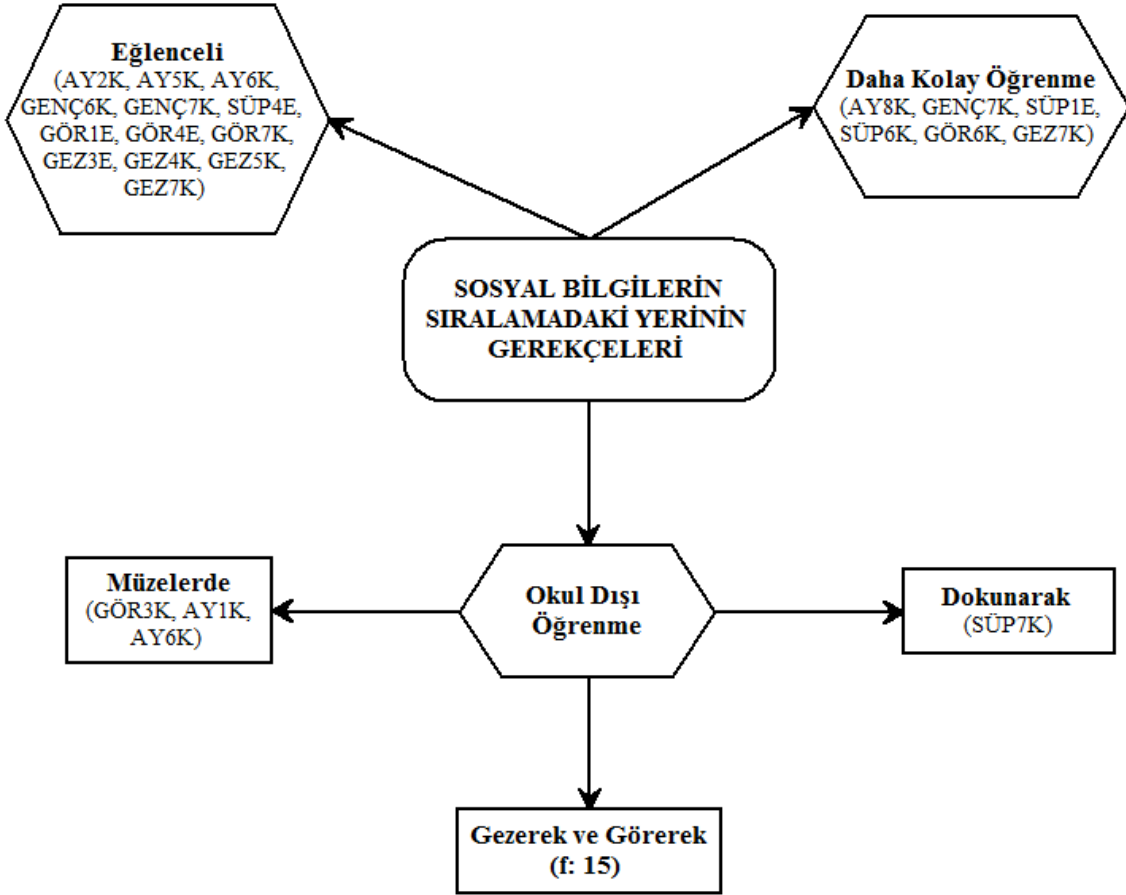 Eğlenceli
(AY2K, AY5K, AY6K,
GENÇ6K, GENÇ7K, SÜP4E,
GÖR1E, GÖR4E, GÖR7K,
GEZ3E, GEZ4K, GEZ5K,
GEZ7K)
Daha Kolay Öğrenme
(AY8K, GENÇ7K, SÜP1E,
SÜP6K, GÖR6K, GEZ7K)
SOSYAL BİLGİLERİN
SIRALAMADAKİ YERİNİN
GEREKÇELERİ
Müzelerde
(GÖR3K, AY1K,
AY6K)
Okul Dışı
Öğrenme
Dokunarak
(SÜP7K)
Gezerek ve Görerek
(f: 15)